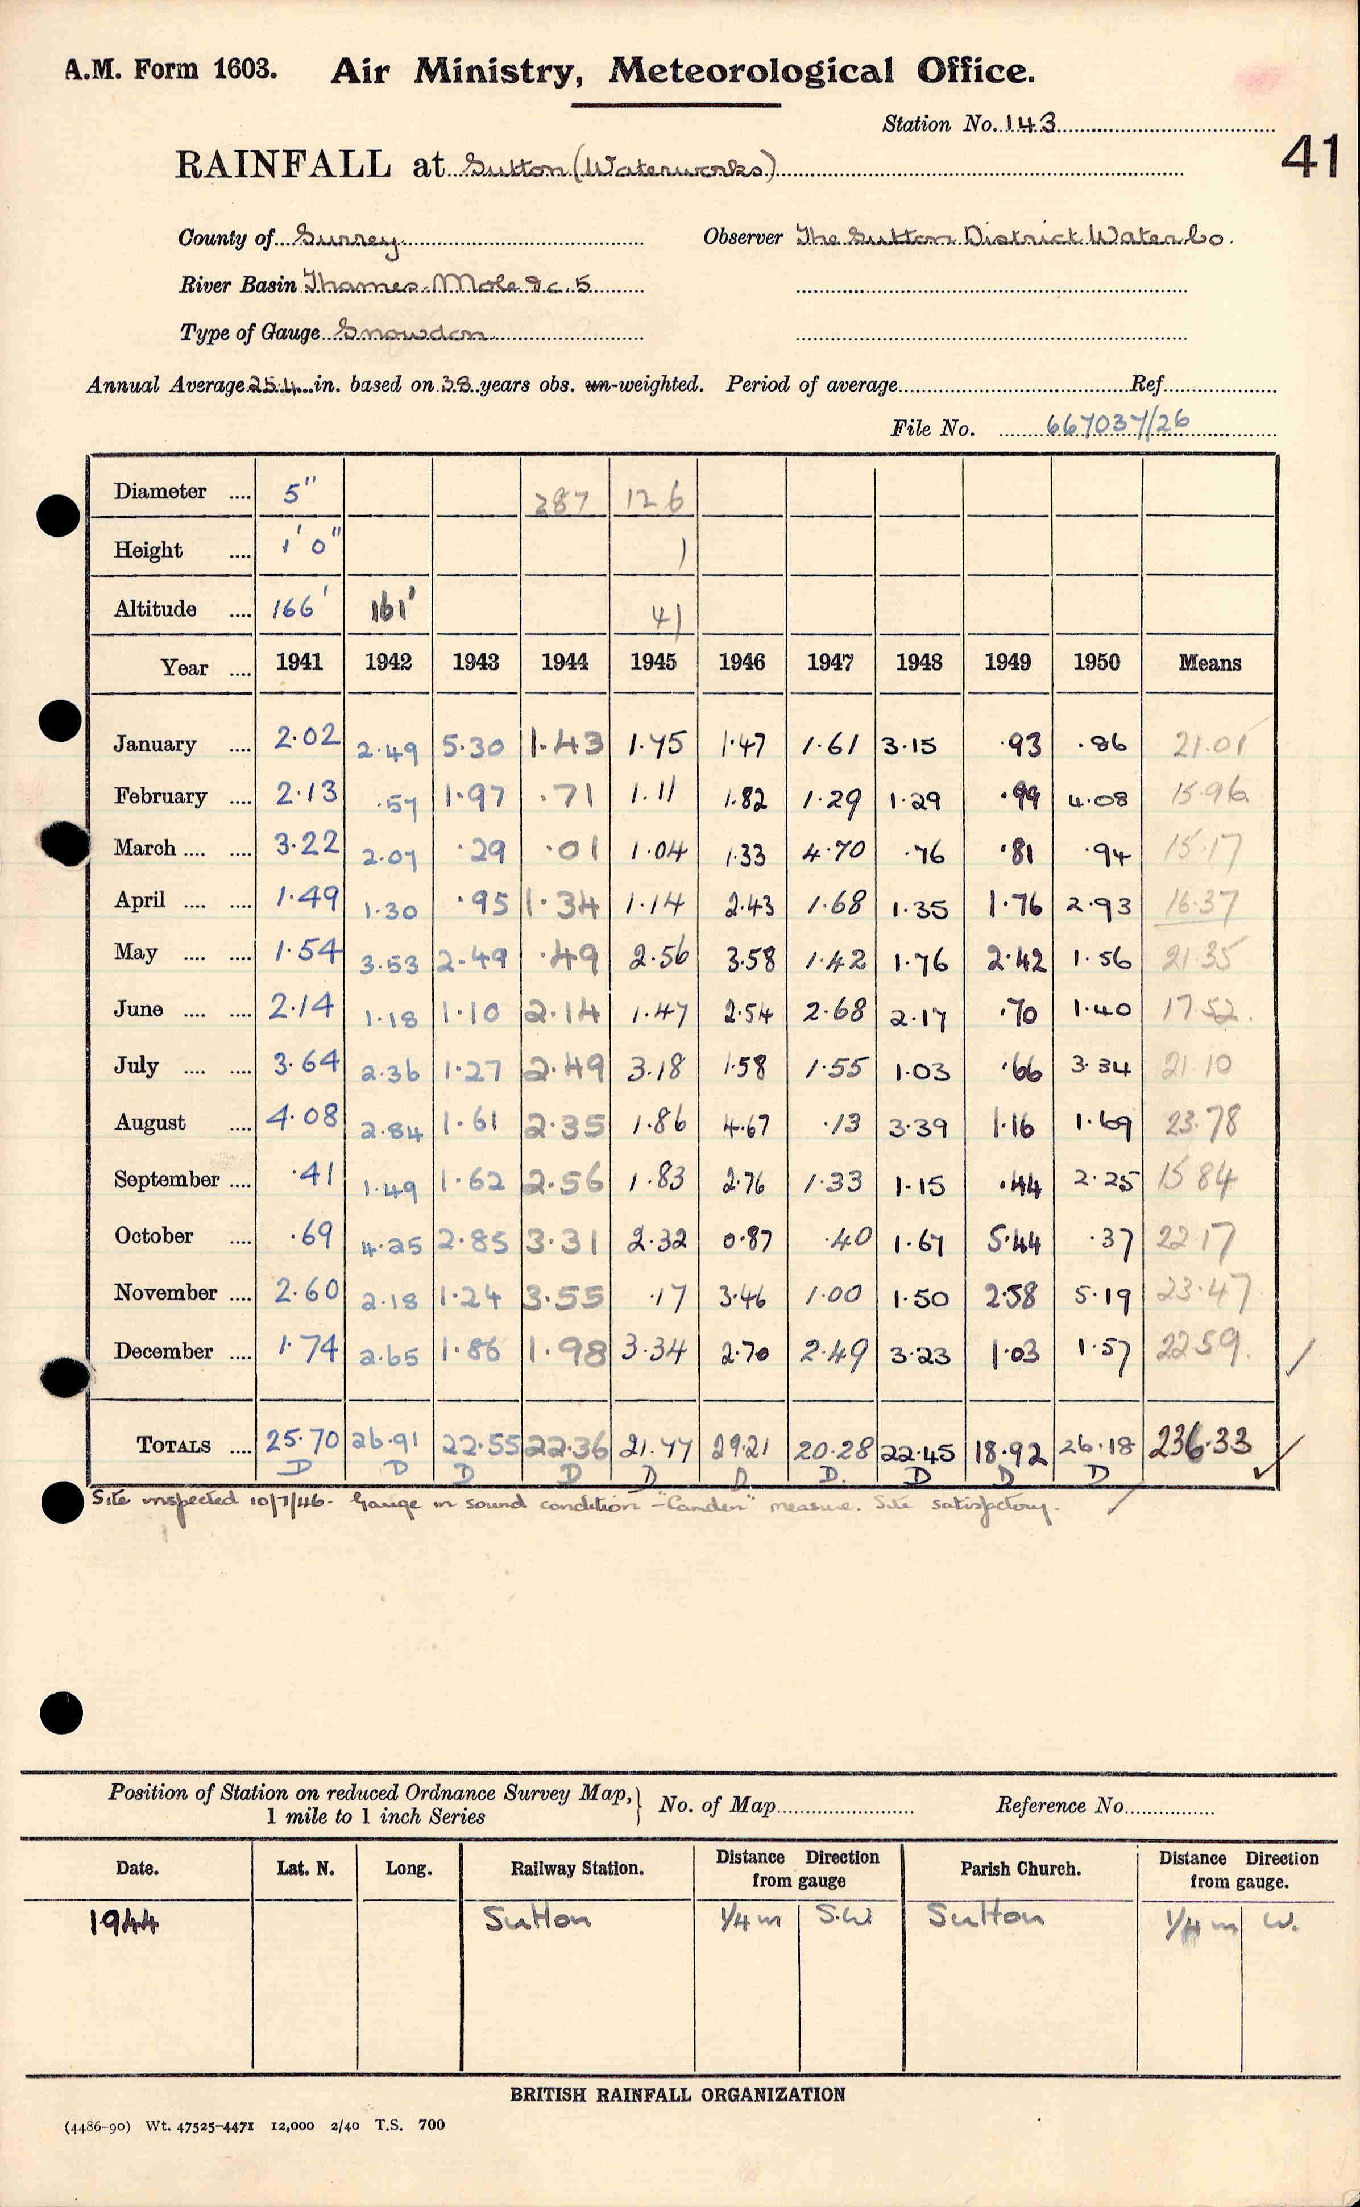 A.M. Form 1603. Air Ministry, Meteorological Office.
Station No. 143
41
RAINFALL at Sutton (Waterworks)
County of Surrey Observer The Sutton District Water Co.
River Basin Thames. Mole &c. 5
Type of Gauge Snowdon
Annual Average 25.4 in. based on 38 years obs. un-weighted. Period of average Ref.
File No. 667037/26
Diameter .... 5" 287 126
Height .... 1' 0" 1
Altitude .... 166' 161' 41
Year .... 1941 1942 1943 1944 1945 1946 1947 1948 1949 1950 Means
January .... 2.02 2.49 5.30 1.43 1.75 1.47 1.61 3.15 .93 .86 21.01
February .... 2.13 .57 1.97 .71 1.11 1.82 1.29 1.29 .99 4.08 15.96
March .... .... 3.22 2.07 .29 .01 1.04 1.33 4.70 .76 .81 .94 15.17
April .... .... 1.49 1.30 .95 1.34 1.14 2.43 1.68 1.35 1.76 2.93 16.37
May .... .... 1.54 3.53 2.49 .49 2.56 3.58 1.42 1.76 2.42 1.56 21.35
June .... .... 2.14 1.18 1.10 2.14 1.47 2.54 2.68 2.17 .70 1.40 17.52
July .... .... 3.64 2.36 1.27 2.49 3.18 1.58 1.55 1.03 .66 3.34 21.10
August .... 4.08 2.84 1.61 2.35 1.86 4.67 .13 3.39 1.16 1.69 23.78
September .... .41 1.49 1.62 2.56 1.83 2.76 1.33 1.15 .44 2.25 15.84
October .... .69 4.25 2.85 3.31 2.32 0.87 .40 1.67 5.44 .37 22.17
November .... 2.60 2.18 1.24 3.55 .17 3.46 1.00 1.50 2.58 5.19 23.47
December .... 1.74 2.65 1.86 1.98 3.34 2.70 2.49 3.23 1.03 1.57 22.59
TOTALS .... 25.70 26.91 22.55 22.36 21.77 29.21 20.28 22.45 18.92 26.18 236.33
D D D D D D D. D D D
Site inspected 10/7/46. Gauge in sound condition - "Camden" measure. Site satisfactory.
Position of Station on reduced Ordnance Survey Map, } No. of Map Reference No.
1 mile to 1 inch Series
Date. Lat. N. Long. Railway Station. Distance Direction from gauge Parish Church. Distance Direction from gauge.
1944 Sutton 1/4 m S.W Sutton 1/4 m W.
BRITISH RAINFALL ORGANIZATION
(4486-90) Wt. 47525-4471 12,000 2/40 T.S. 700